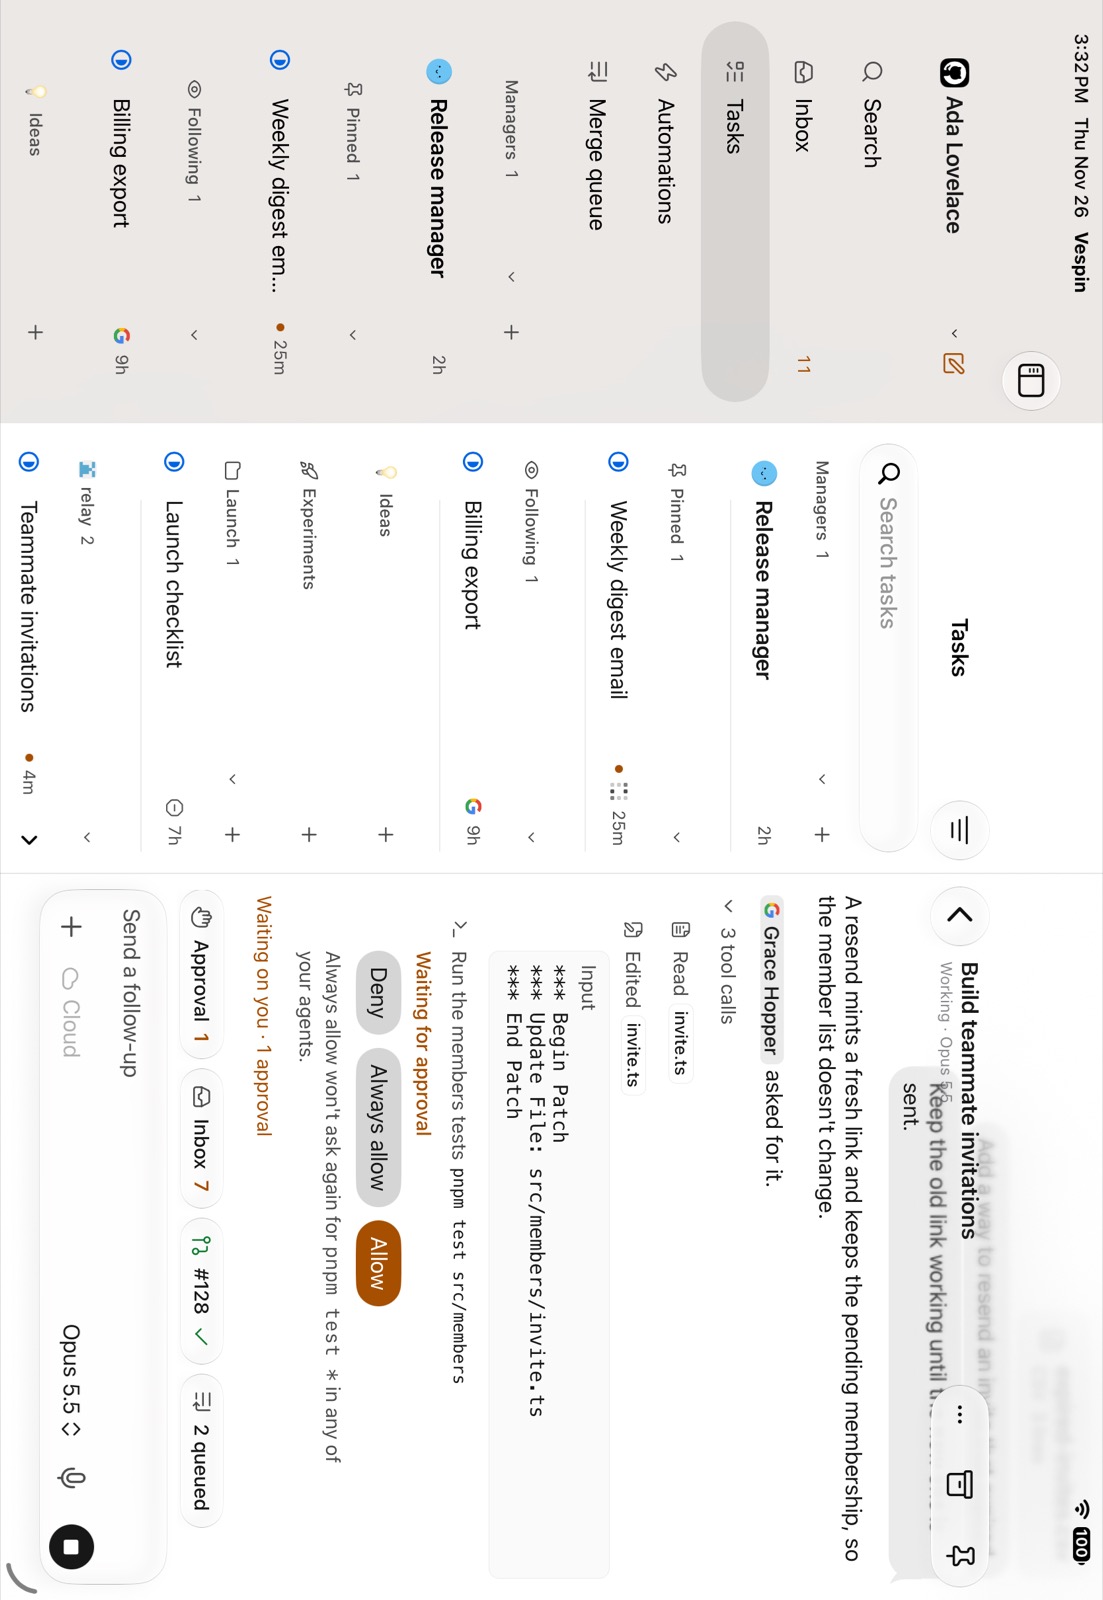 3:32 PM Thu Nov 26 Vespin
100
Ada Lovelace
Search
Inbox 11
Tasks
Automations
Merge queue
Managers 1
Release manager 2h
Pinned 1
Weekly digest em... 25m
Following 1
Billing export 9h
Ideas
Tasks
Search tasks
Managers 1
Release manager 2h
Pinned 1
Weekly digest email 25m
Following 1
Billing export 9h
Ideas
Experiments
Launch 1
Launch checklist 7h
relay 2
Teammate invitations 4m
Add a way to resend an invite that expired
Build teammate invitations
Working · Opus 5.5
Keep the old link working until
sent.
A resend mints a fresh link and keeps the pending membership, so
the member list doesn't change.
Grace Hopper asked for it.
3 tool calls
Read invite.ts
Edited invite.ts
Input
*** Begin Patch
*** Update File: src/members/invite.ts
*** End Patch
Run the members tests pnpm test src/members
Waiting for approval
Deny Always allow Allow
Always allow won't ask again for pnpm test * in any of
your agents.
Waiting on you · 1 approval
Approval 1 Inbox 7 #128 2 queued
Send a follow-up
Cloud Opus 5.5